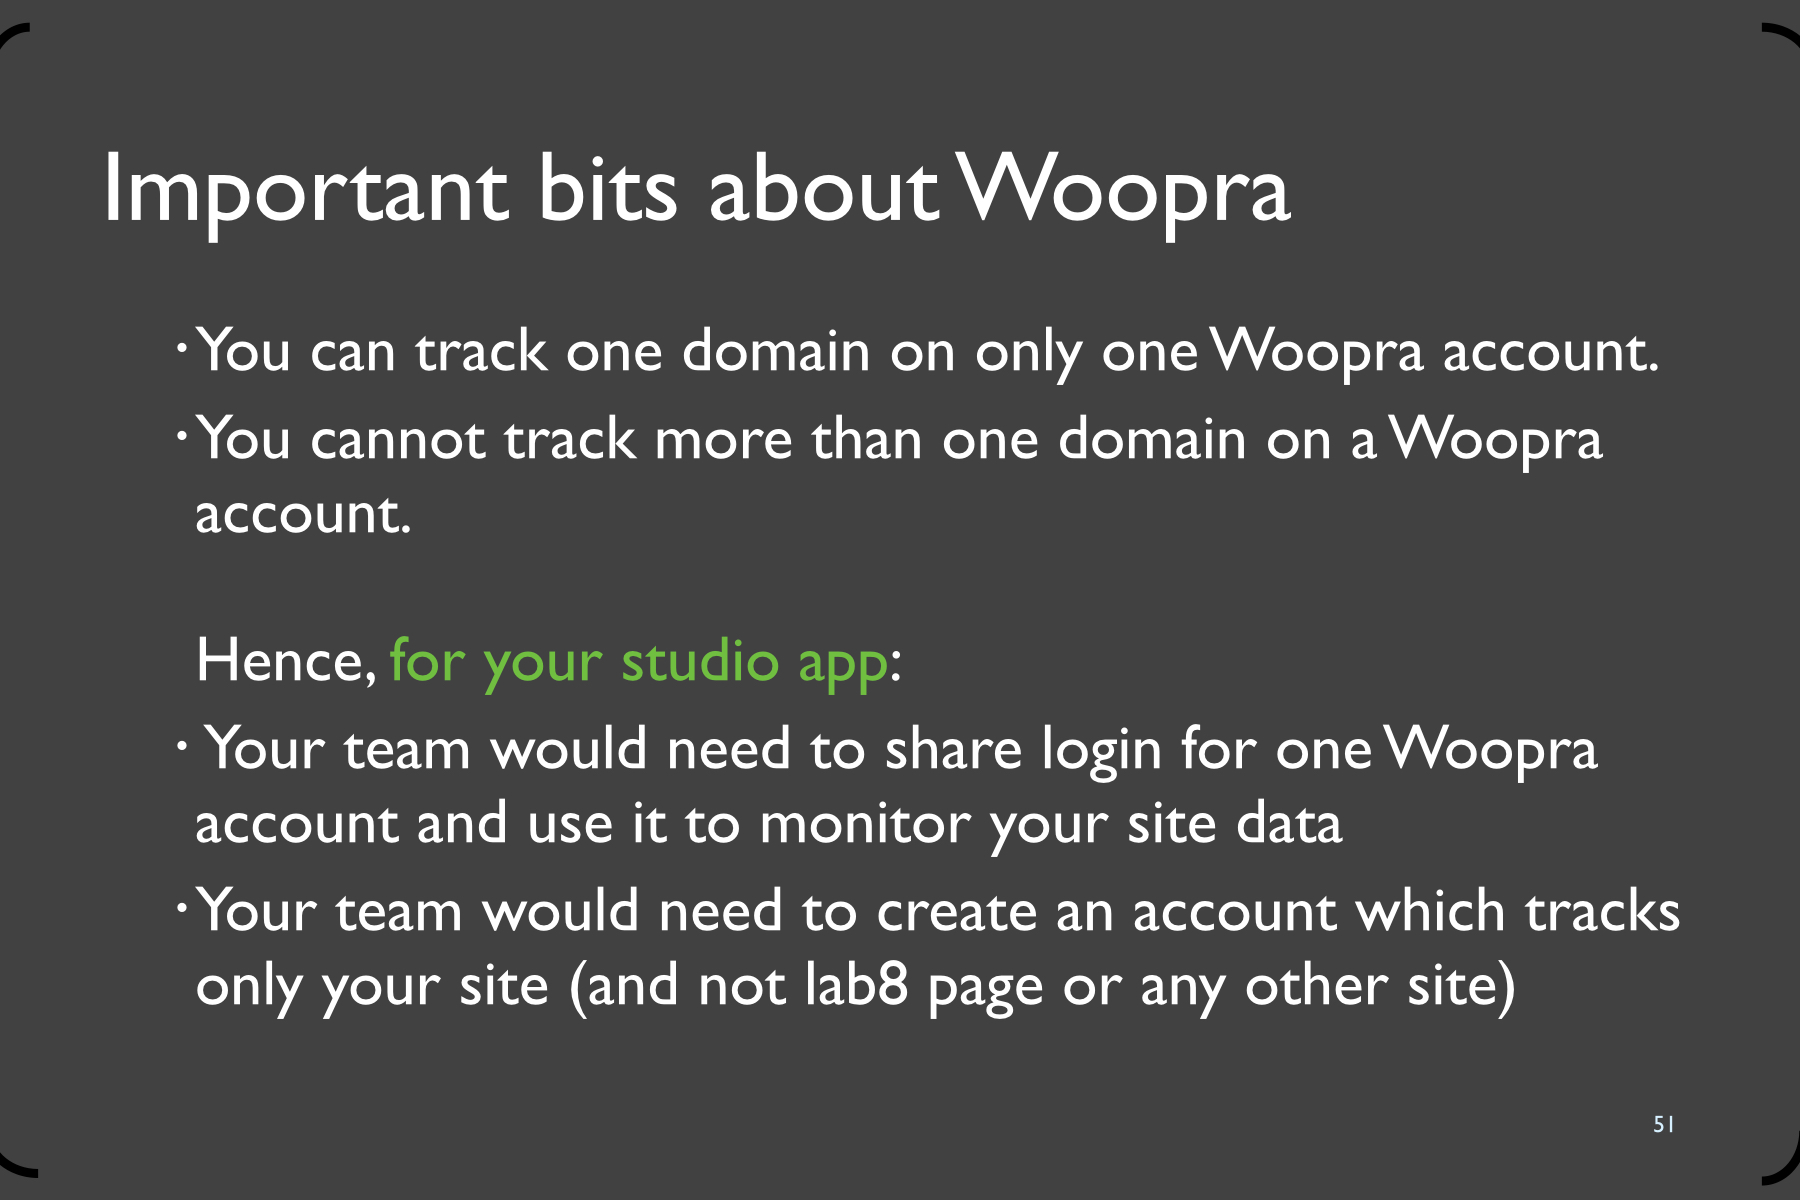 Important bits about Woopra
• You can track one domain on only one Woopra account.
• You cannot track more than one domain on a Woopra
account.
Hence, for your studio app:
• Your team would need to share login for one Woopra
account and use it to monitor your site data
• Your team would need to create an account which tracks
only your site (and not lab8 page or any other site)
51